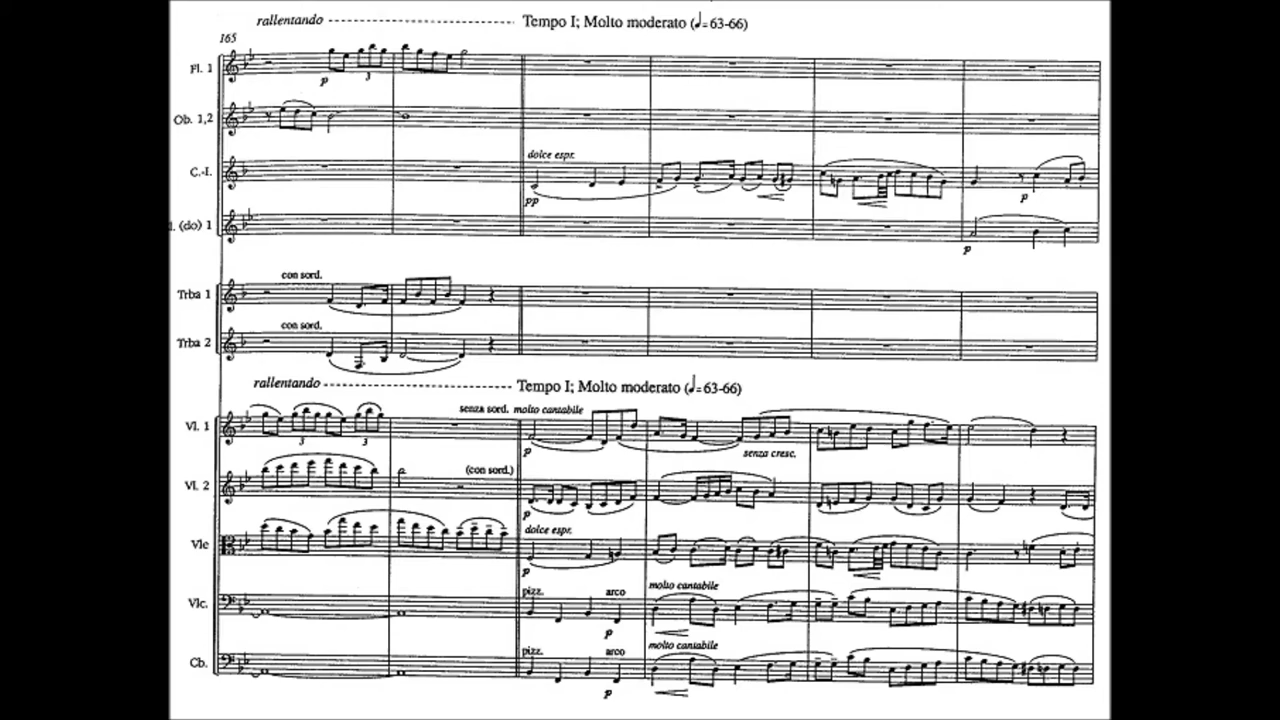 rallentando Tempo I; Molto moderato (♩=63-66)
165
Fl. 1
3
p
Ob. 1,2
dolce espr.
C.-I.
pp
p
l. (do) 1
p
con sord.
Trba 1
con sord.
Trba 2
rallentando Tempo I; Molto moderato (♩=63-66)
senza sord. molto cantabile
Vl. 1
3 3
p
senza cresc.
(con sord.)
Vl. 2
p
dolce espr.
Vle
p
pizz. arco molto cantabile
Vlc.
p
pizz. arco molto cantabile
Cb.
p